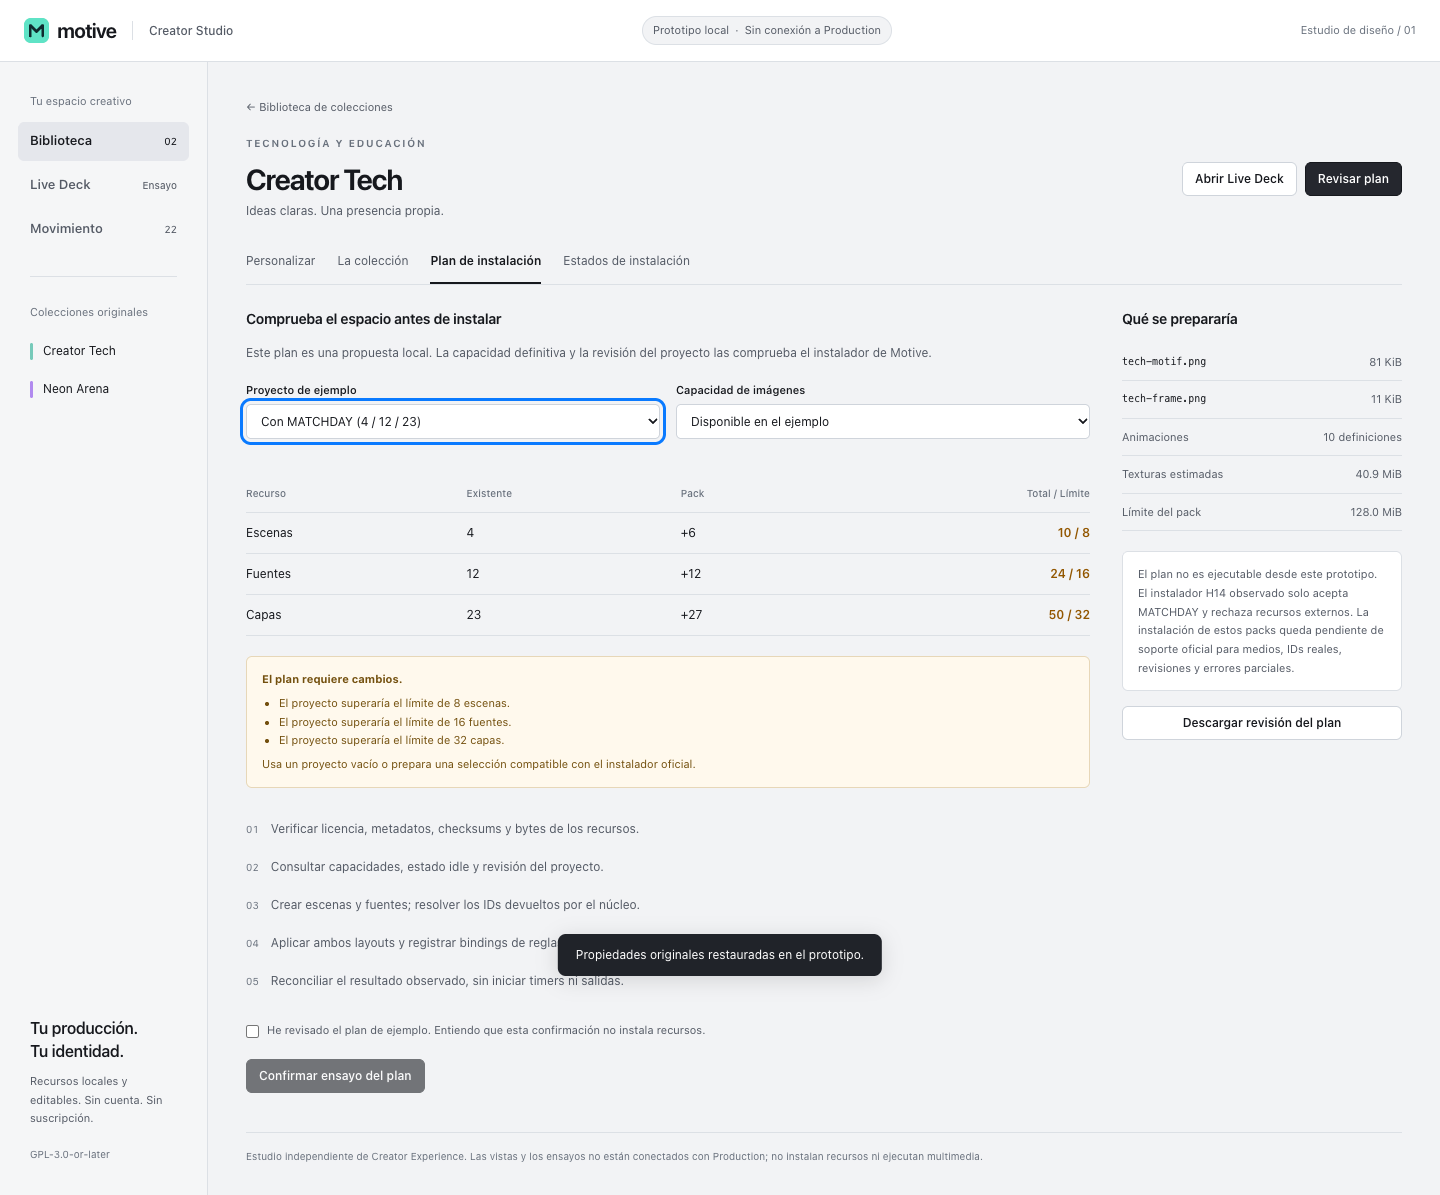 motive
Creator Studio
Prototipo local · Sin conexión a Production
Estudio de diseño / 01
Tu espacio creativo
Biblioteca 02
Live Deck Ensayo
Movimiento 22
Colecciones originales
Creator Tech
Neon Arena
Tu producción.
Tu identidad.
Recursos locales y
editables. Sin cuenta. Sin
suscripción.
GPL-3.0-or-later
← Biblioteca de colecciones
TECNOLOGÍA Y EDUCACIÓN
Creator Tech
Ideas claras. Una presencia propia.
Abrir Live Deck
Revisar plan
Personalizar
La colección
Plan de instalación
Estados de instalación
Comprueba el espacio antes de instalar
Este plan es una propuesta local. La capacidad definitiva y la revisión del proyecto las comprueba el instalador de Motive.
Proyecto de ejemplo
Con MATCHDAY (4 / 12 / 23)
Capacidad de imágenes
Disponible en el ejemplo
Recurso Existente Pack Total / Límite
Escenas 4 +6 10 / 8
Fuentes 12 +12 24 / 16
Capas 23 +27 50 / 32
El plan requiere cambios.
• El proyecto superaría el límite de 8 escenas.
• El proyecto superaría el límite de 16 fuentes.
• El proyecto superaría el límite de 32 capas.
Usa un proyecto vacío o prepara una selección compatible con el instalador oficial.
01 Verificar licencia, metadatos, checksums y bytes de los recursos.
02 Consultar capacidades, estado idle y revisión del proyecto.
03 Crear escenas y fuentes; resolver los IDs devueltos por el núcleo.
04 Aplicar ambos layouts y registrar bindings de regla
05 Reconciliar el resultado observado, sin iniciar timers ni salidas.
Propiedades originales restauradas en el prototipo.
He revisado el plan de ejemplo. Entiendo que esta confirmación no instala recursos.
Confirmar ensayo del plan
Qué se prepararía
tech-motif.png 81 KiB
tech-frame.png 11 KiB
Animaciones 10 definiciones
Texturas estimadas 40.9 MiB
Límite del pack 128.0 MiB
El plan no es ejecutable desde este prototipo.
El instalador H14 observado solo acepta
MATCHDAY y rechaza recursos externos. La
instalación de estos packs queda pendiente de
soporte oficial para medios, IDs reales,
revisiones y errores parciales.
Descargar revisión del plan
Estudio independiente de Creator Experience. Las vistas y los ensayos no están conectados con Production; no instalan recursos ni ejecutan multimedia.